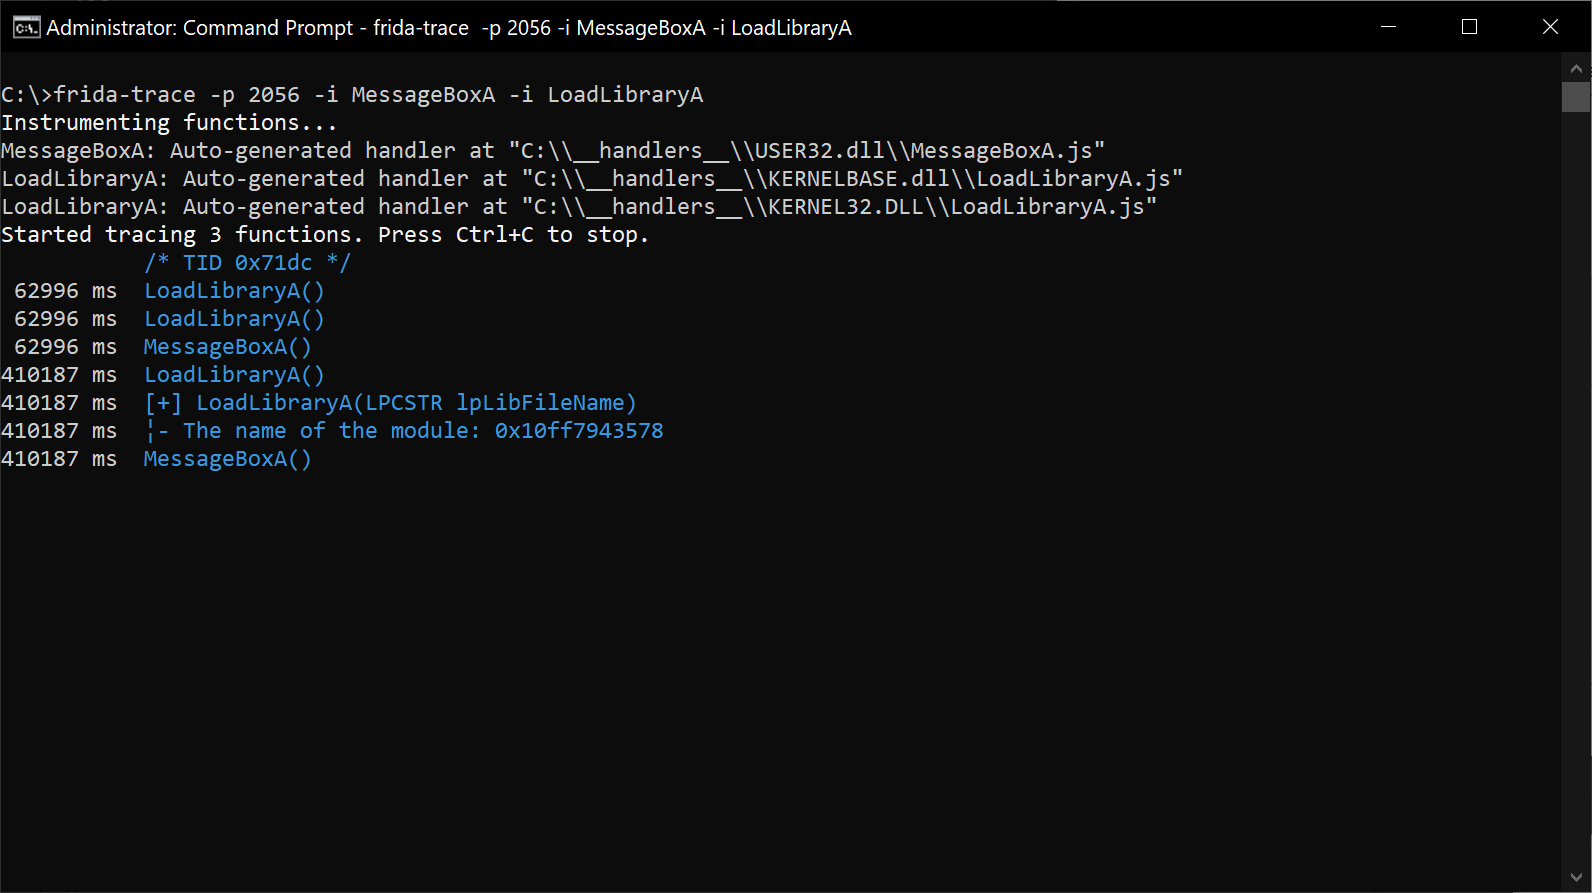 Administrator: Command Prompt - frida-trace  -p 2056 -i MessageBoxA -i LoadLibraryA
C:\>frida-trace -p 2056 -i MessageBoxA -i LoadLibraryA
Instrumenting functions...
MessageBoxA: Auto-generated handler at "C:\\__handlers__\\USER32.dll\\MessageBoxA.js"
LoadLibraryA: Auto-generated handler at "C:\\__handlers__\\KERNELBASE.dll\\LoadLibraryA.js"
LoadLibraryA: Auto-generated handler at "C:\\__handlers__\\KERNEL32.DLL\\LoadLibraryA.js"
Started tracing 3 functions. Press Ctrl+C to stop.
/* TID 0x71dc */
62996 ms  LoadLibraryA()
62996 ms  LoadLibraryA()
62996 ms  MessageBoxA()
410187 ms  LoadLibraryA()
410187 ms  [+] LoadLibraryA(LPCSTR lpLibFileName)
410187 ms  ¦- The name of the module: 0x10ff7943578
410187 ms  MessageBoxA()